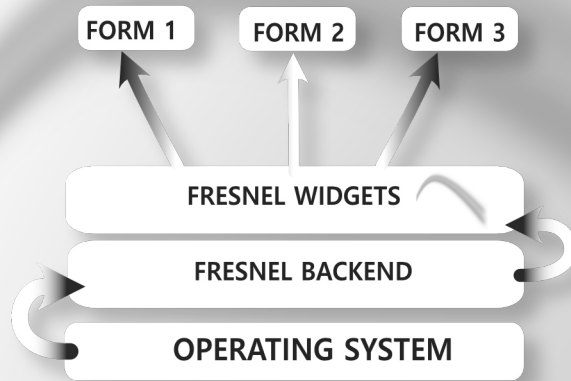 FORM 1
FORM 2
FORM 3
FRESNEL WIDGETS
FRESNEL BACKEND
OPERATING SYSTEM